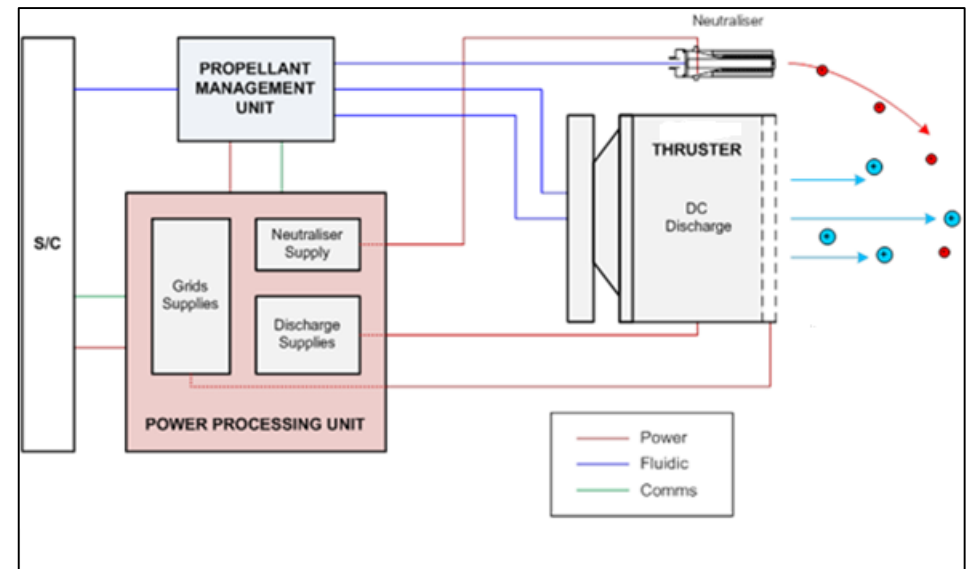 Neutraliser
PROPELLANT
MANAGEMENT
UNIT
THRUSTER
DC
Discharge
S/C
Neutraliser
Supply
Grids
Supplies
Discharge
Supplies
POWER PROCESSING UNIT
Power
Fluidic
Comms